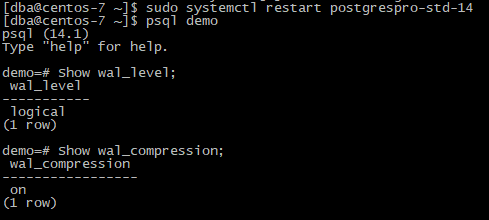 [dba@centos-7 ~]$ sudo systemctl restart postgrespro-std-14
[dba@centos-7 ~]$ psql demo
psql (14.1)
Type "help" for help.
demo=# Show wal_level;
wal_level
-----------
logical
(1 row)
demo=# Show wal_compression;
wal_compression
-----------------
on
(1 row)